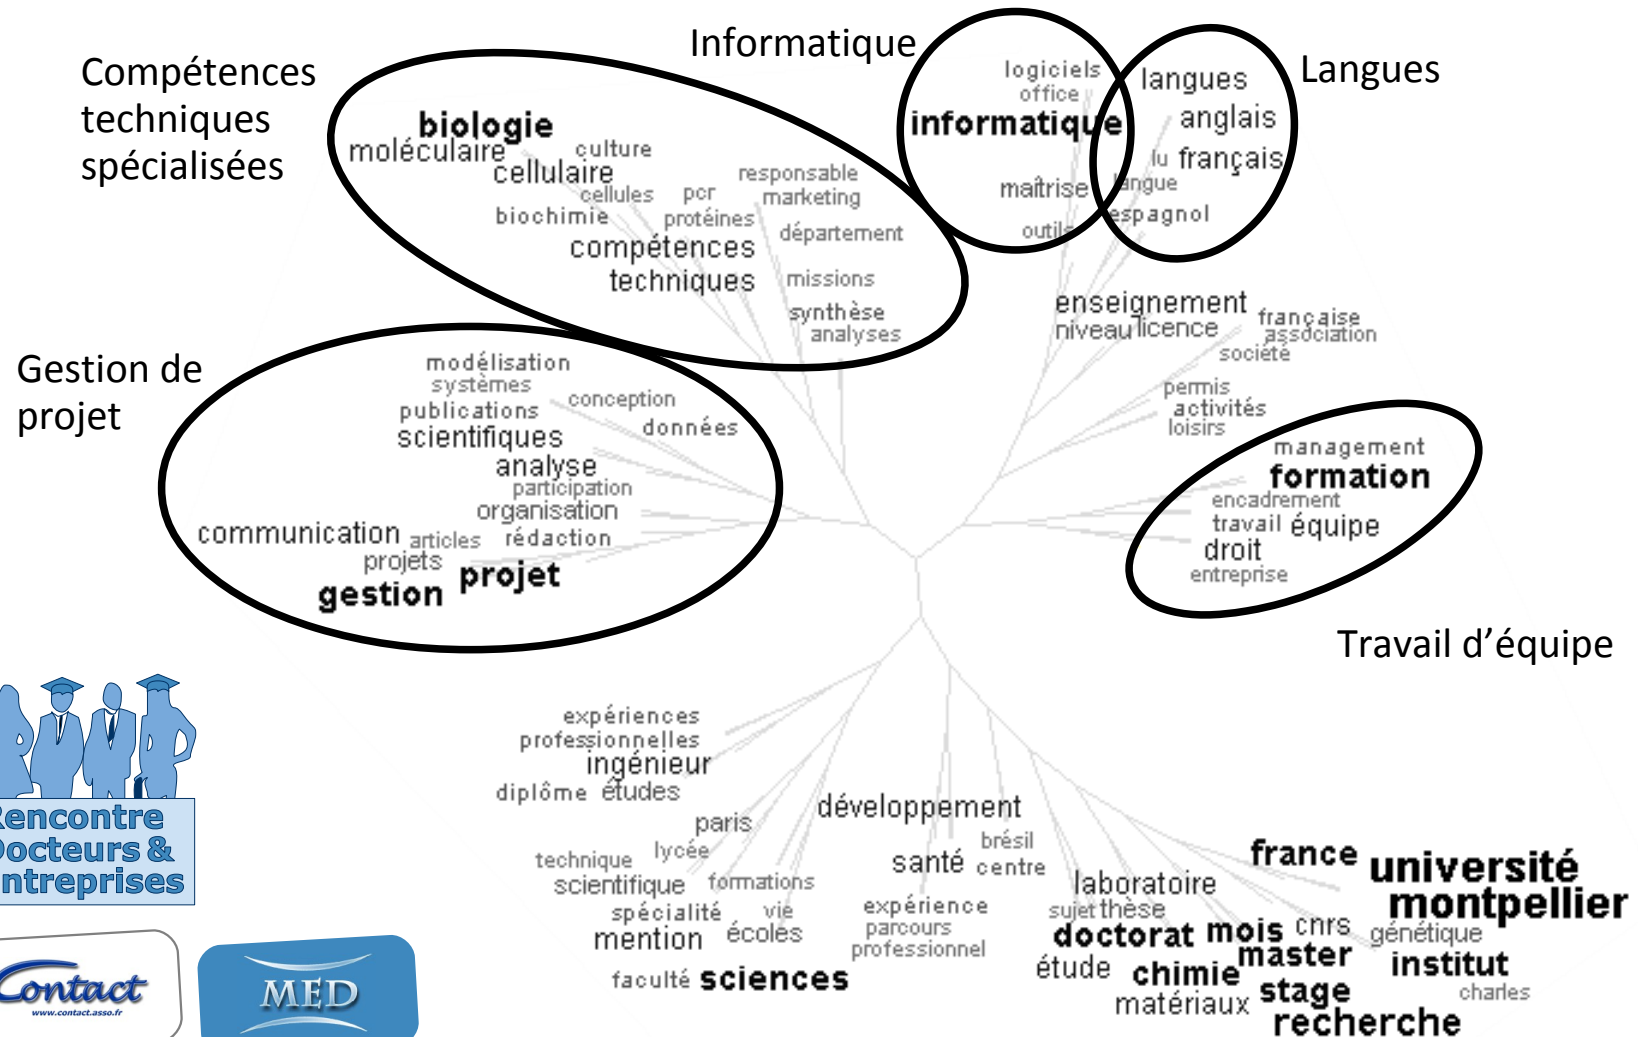 Informatique
Langues
Compétences
techniques
spécialisées
Gestion de
projet
Travail d'équipe
biologie
moléculaire
culture
cellulaire
cellules
biochimie
pcr
protéines
responsable
marketing
département
compétences
techniques
missions
synthèse
analyses
logiciels
office
informatique
maîtrise
outils
langues
anglais
lu français
langue
espagnol
enseignement
niveau licence
française
association
société
permis
activités
loisirs
management
formation
encadrement
travail équipe
droit
entreprise
modélisation
systèmes
conception
publications
données
scientifiques
analyse
participation
organisation
communication articles rédaction
projets
gestion projet
expériences
professionnelles
ingénieur
diplôme études
paris
lycée
technique
scientifique formations
spécialité vie
mention écoles
faculté sciences
développement
brésil
santé centre
expérience
parcours
professionnel
laboratoire
sujet thèse
doctorat mois cnrs
étude chimie master
matériaux stage
recherche
france université
montpellier
génétique
institut
charles
Rencontre
Docteurs &
Entreprises
Contact
www.contact.asso.fr
MED